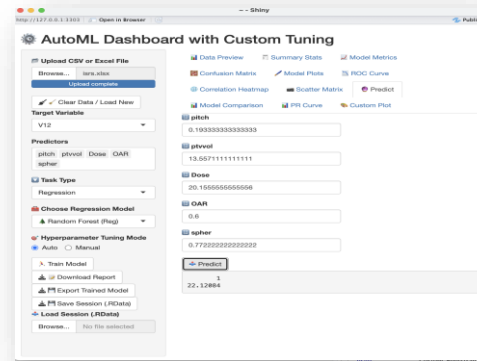 ~ - Shiny
http://127.0.0.1:3303
Open in Browser
Publi
AutoML Dashboard with Custom Tuning
Upload CSV or Excel File
Browse...
Upload complete
Clear Data / Load New
Target Variable
V12
Predictors
pitch ptvvol Dose OAR
spher
Task Type
Regression
Choose Regression Model
Random Forest (Reg)
Hyperparameter Tuning Mode
Auto Manual
Train Model
Download Report
Export Trained Model
Save Session (.RData)
Load Session (.RData)
Browse... No file selected
Data Preview Summary Stats Model Metrics
Confusion Matrix Model Plots ROC Curve
Correlation Heatmap Scatter Matrix Predict
Model Comparison PR Curve Custom Plot
pitch
0.193333333333333
ptvvol
13.5571111111111
Dose
20.1555555555556
OAR
0.6
spher
0.772222222222222
Predict
1
22.12084